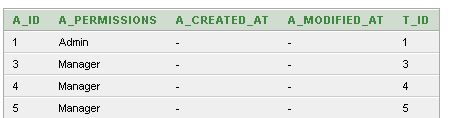 A_ID A_PERMISSIONS A_CREATED_AT A_MODIFIED_AT T_ID
1 Admin - - 1
3 Manager - - 3
4 Manager - - 4
5 Manager - - 5